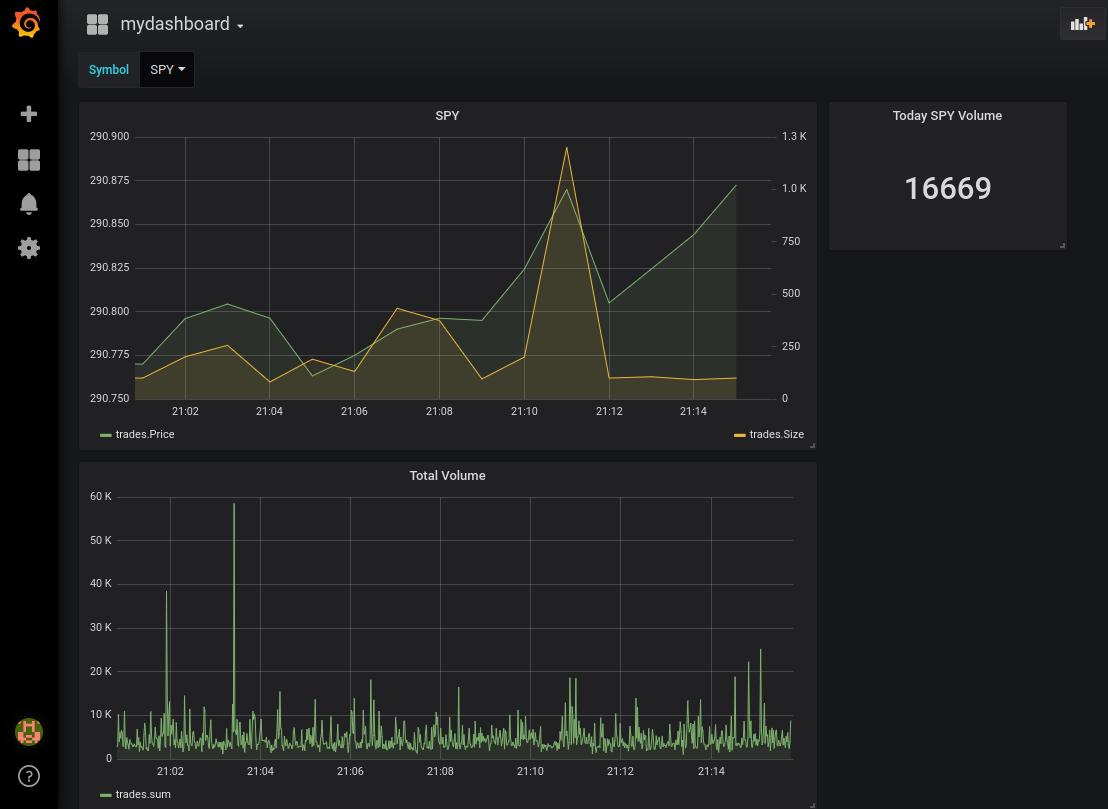 mydashboard
Symbol SPY
SPY
290.900 1.3 K
290.875
1.0 K
290.850
750
290.825
500
290.800
290.775 250
290.750 0
21:02 21:04 21:06 21:08 21:10 21:12 21:14
trades.Price trades.Size
Today SPY Volume
16669
Total Volume
60 K
50 K
40 K
30 K
20 K
10 K
0
21:02 21:04 21:06 21:08 21:10 21:12 21:14
trades.sum
?